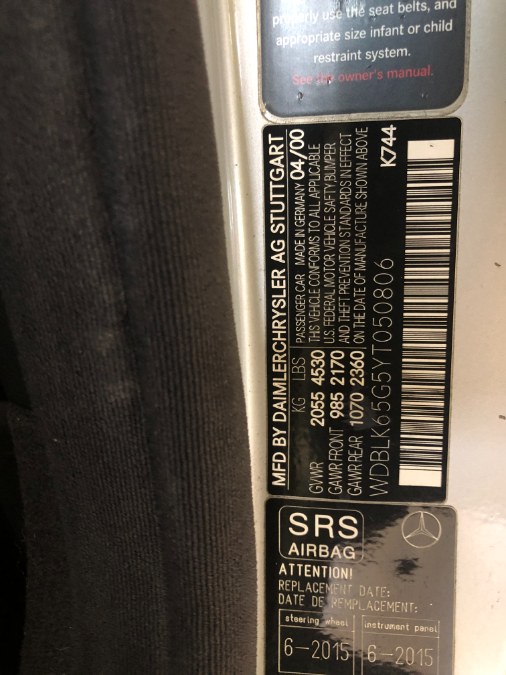 properly use the seat belts, and
appropriate size infant or child
restraint system.
See the owner's manual.
MFD BY DAIMLERCHRYSLER AG STUTTGART
PASSENGER CAR MADE IN GERMANY 04/00
KG LBS
THIS VEHICLE CONFORMS TO ALL APPLICABLE
U.S. FEDERAL MOTOR VEHICLE SAFTY,BUMPER
AND THEFT PREVENTION STANDARDS IN EFFECT
ON THE DATE OF MANUFACTURE SHOWN ABOVE
GVWR 2055 4530
GAWR FRONT 985 2170
GAWR REAR 1070 2360
WDBLK65G5YT050806
K744
SRS
AIRBAG
ATTENTION!
REPLACEMENT DATE:
DATE DE REMPLACEMENT:
steering wheel
6-2015
instrument panel
6-2015